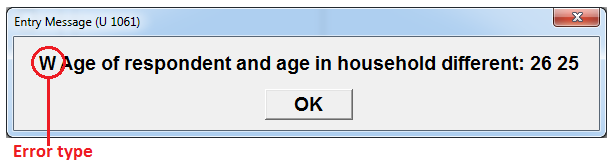 Entry Message (U 1061)
W Age of respondent and age in household different: 26 25
OK
Error type